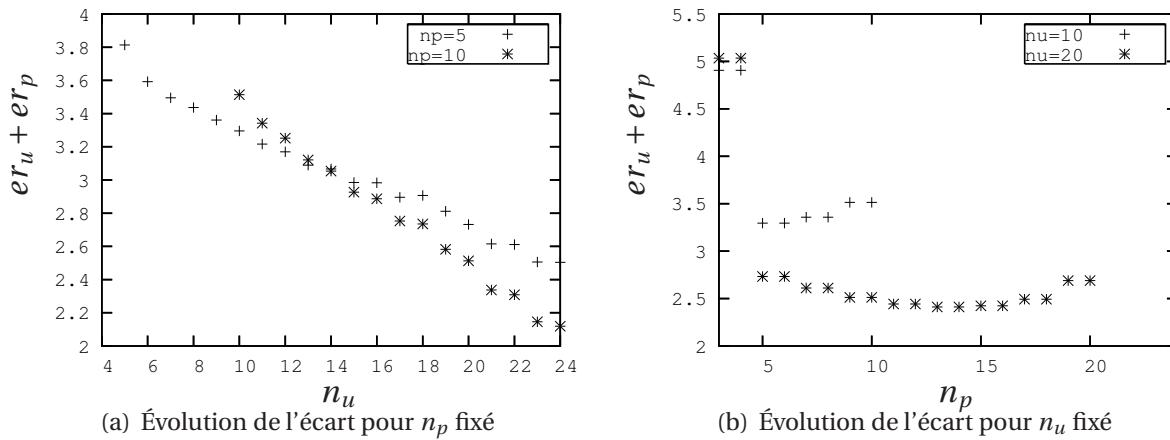 4
3.8
3.6
3.4
3.2
3
2.8
2.6
2.4
2.2
2
4 6 8 10 12 14 16 18 20 22 24
np=5
np=10
er_u + er_p
n_u
(a) Évolution de l'écart pour n_p fixé
5.5
5
4.5
4
3.5
3
2.5
2
5 10 15 20
nu=10
nu=20
er_u + er_p
n_p
(b) Évolution de l'écart pour n_u fixé